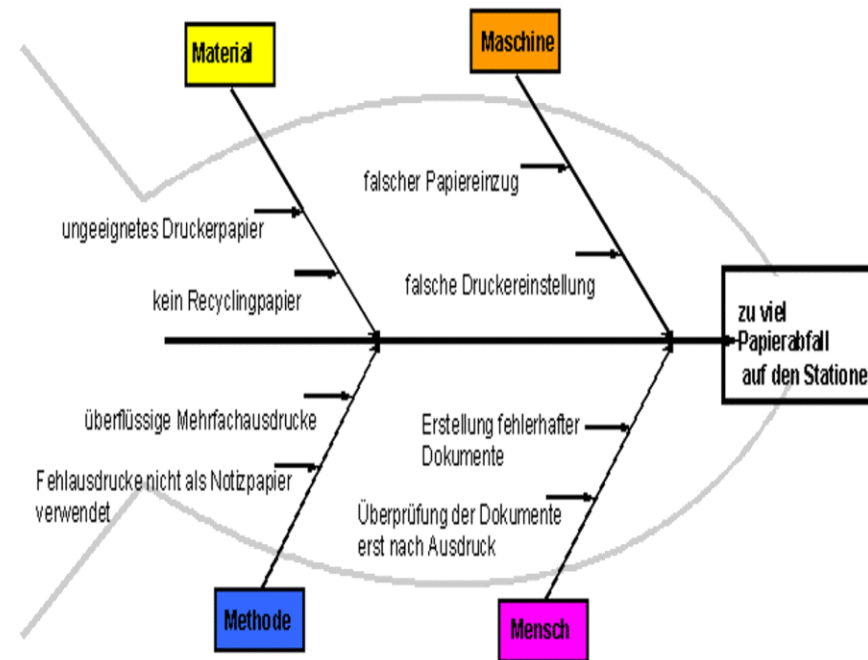 Material
Maschine
falscher Papiereinzug
ungeeignetes Druckerpapier
falsche Druckereinstellung
kein Recyclingpapier
zu viel
Papierabfall
auf den Statione
überflüssige Mehrfachausdrucke
Erstellung fehlerhafter
Dokumente
Fehlausdrucke nicht als Notizpapier
verwendet
Überprüfung der Dokumente
erst nach Ausdruck
Methode
Mensch